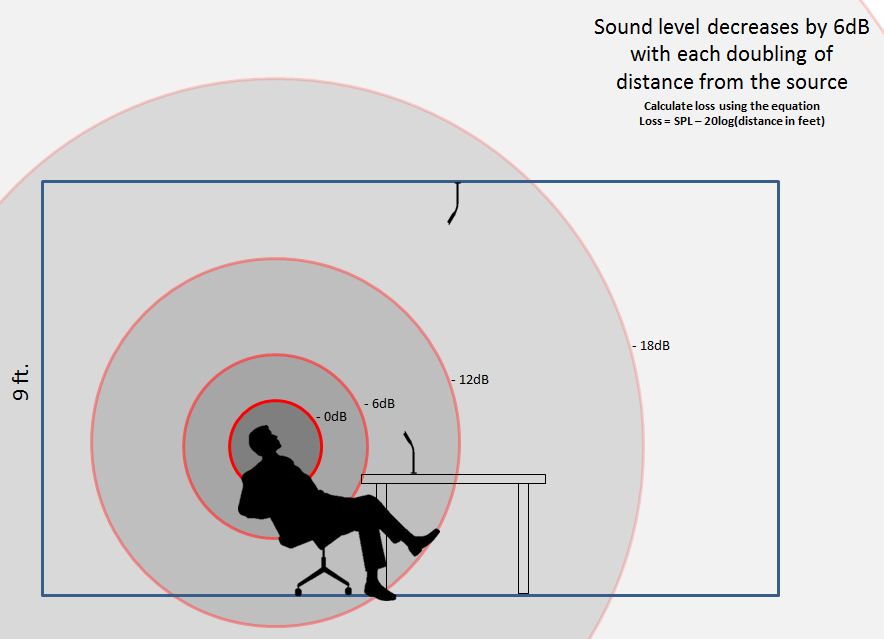 Sound level decreases by 6dB
with each doubling of
distance from the source
Calculate loss using the equation
Loss = SPL – 20log(distance in feet)
- 18dB
- 12dB
- 6dB
- 0dB
9 ft.